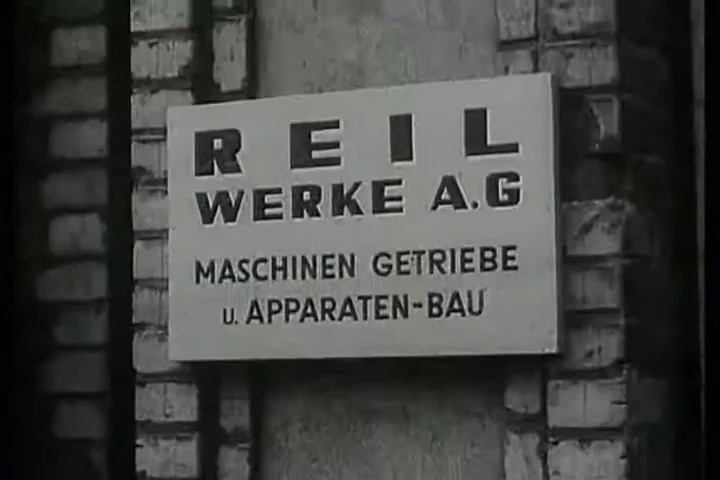 REIL
WERKE A.G
MASCHINEN GETRIEBE
u. APPARATEN-BAU